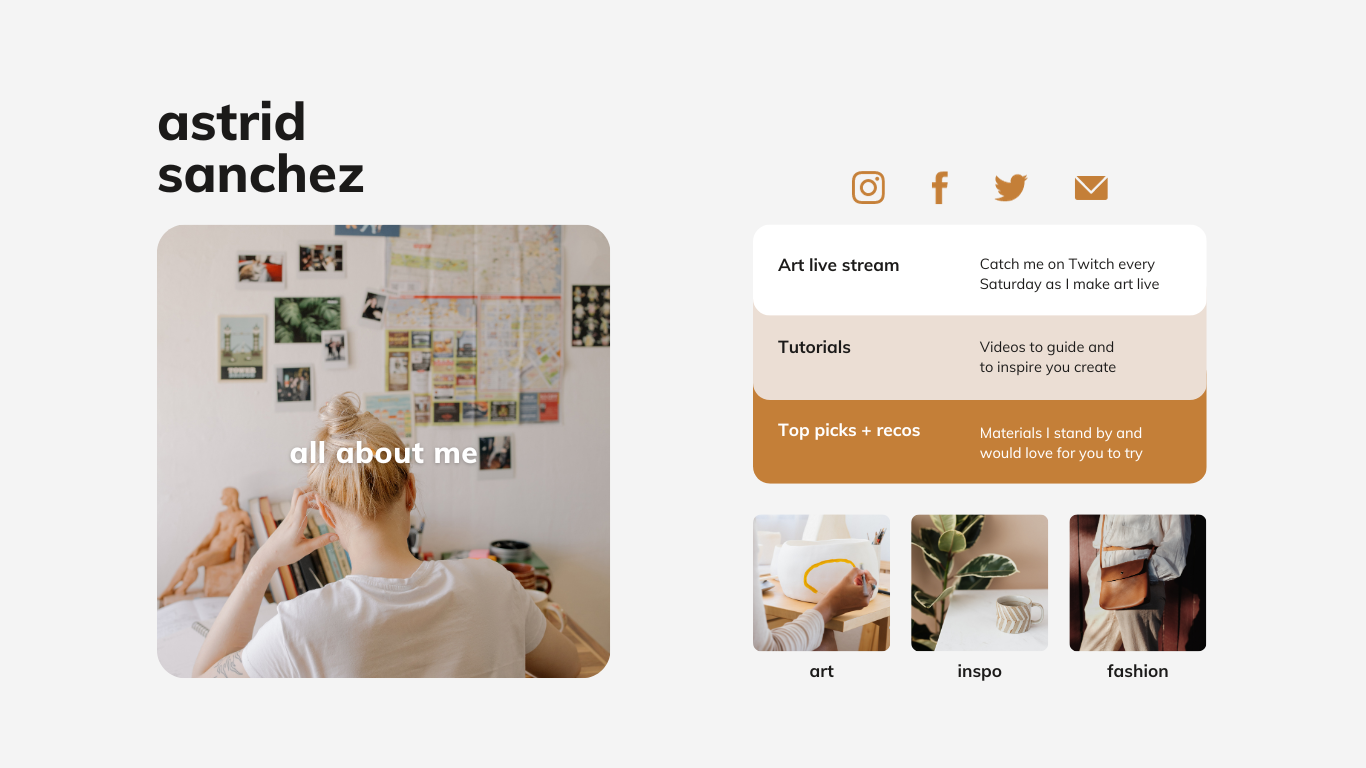 astrid
sanchez
all about me
Art live stream
Catch me on Twitch every
Saturday as I make art live
Tutorials
Videos to guide and
to inspire you create
Top picks + recos
Materials I stand by and
would love for you to try
art
inspo
fashion